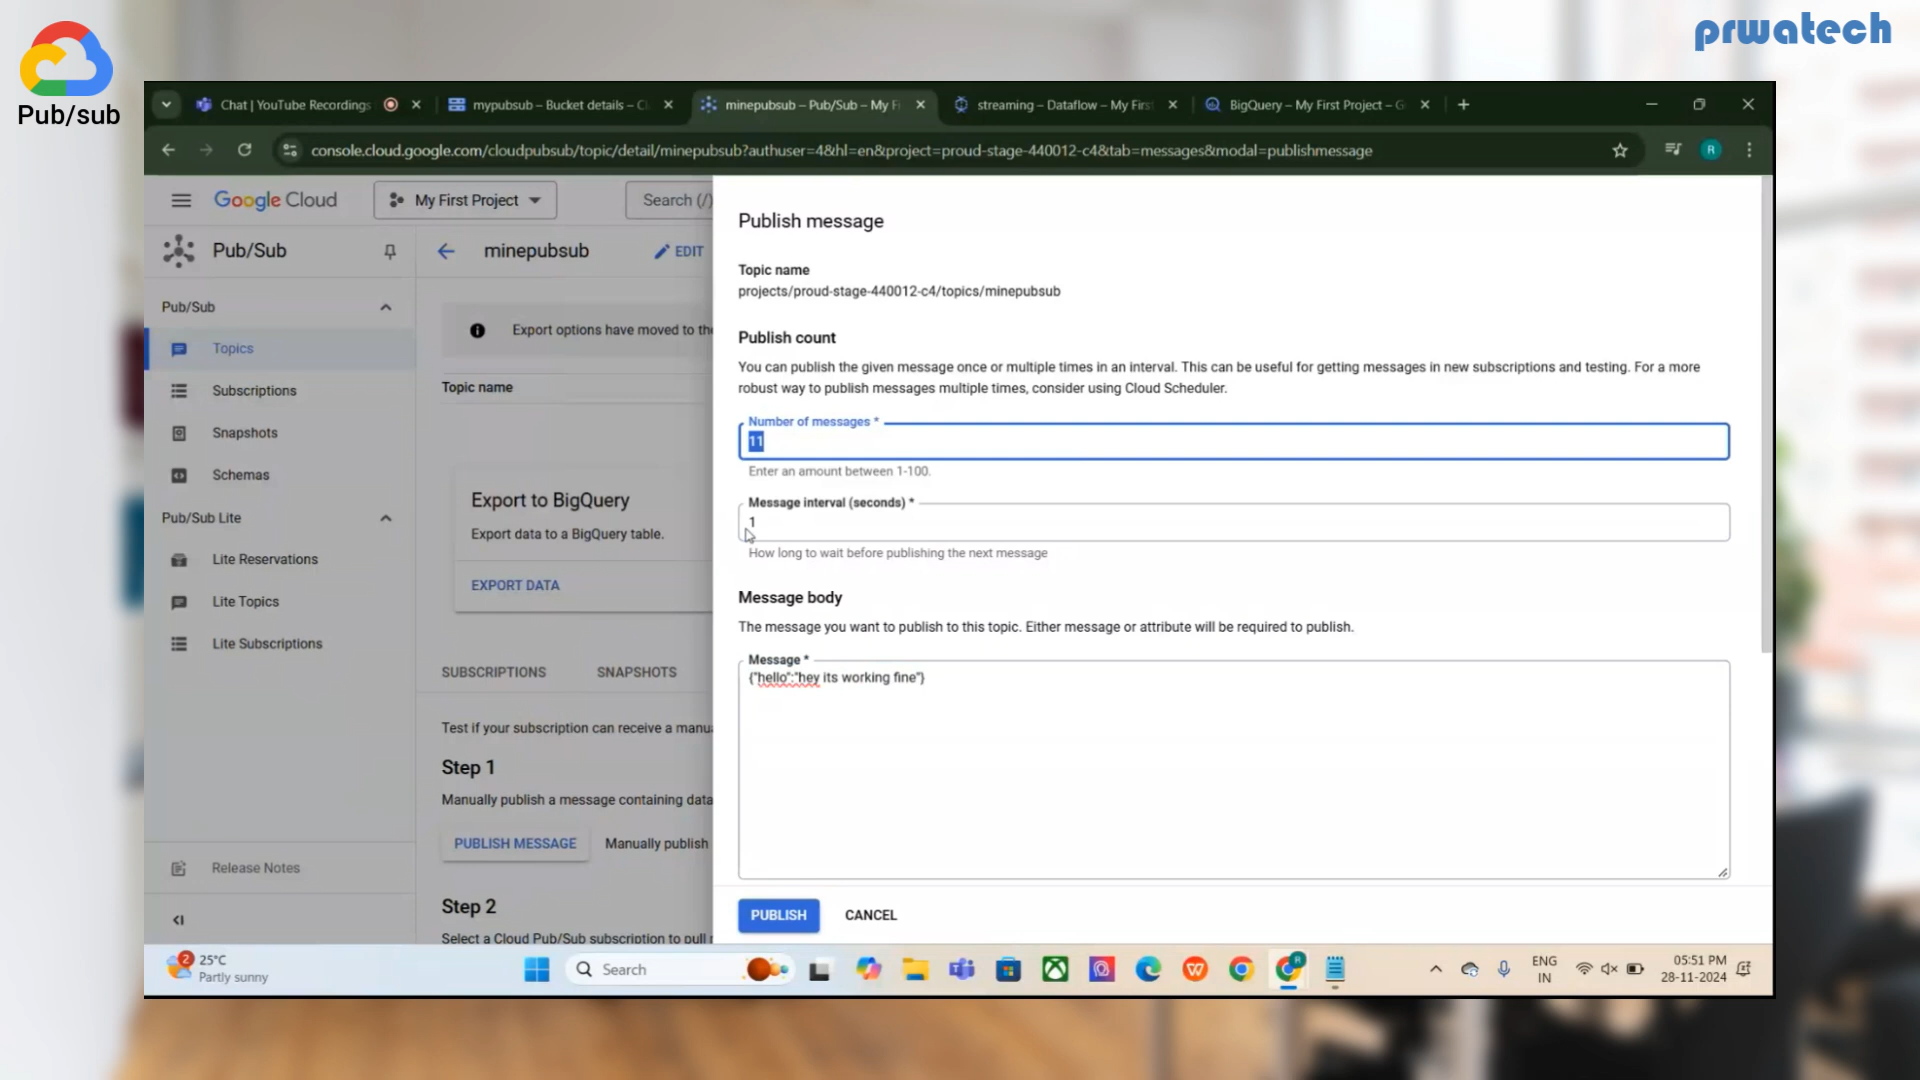 Pub/sub
prwatech
Chat | YouTube Recordings
mypubsub – Bucket details – Cl
minepubsub – Pub/Sub – My Fi
streaming – Dataflow – My First
BigQuery – My First Project – G
console.cloud.google.com/cloudpubsub/topic/detail/minepubsub?authuser=4&hl=en&project=proud-stage-440012-c4&tab=messages&modal=publishmessage
R
Google Cloud
My First Project
Search (/)
Pub/Sub
minepubsub
EDIT
Pub/Sub
Topics
Subscriptions
Snapshots
Schemas
Pub/Sub Lite
Lite Reservations
Lite Topics
Lite Subscriptions
Release Notes
Export options have moved to the
Topic name
Export to BigQuery
Export data to a BigQuery table.
EXPORT DATA
SUBSCRIPTIONS
SNAPSHOTS
Test if your subscription can receive a manu
Step 1
Manually publish a message containing data
PUBLISH MESSAGE
Manually publish
Step 2
Select a Cloud Pub/Sub subscription to pull
Publish message
Topic name
projects/proud-stage-440012-c4/topics/minepubsub
Publish count
You can publish the given message once or multiple times in an interval. This can be useful for getting messages in new subscriptions and testing. For a more
robust way to publish messages multiple times, consider using Cloud Scheduler.
Number of messages *
11
Enter an amount between 1-100.
Message interval (seconds) *
1
How long to wait before publishing the next message
Message body
The message you want to publish to this topic. Either message or attribute will be required to publish.
Message *
{"hello":"hey its working fine"}
PUBLISH
CANCEL
2
25°C
Partly sunny
Search
R
ENG
IN
05:51 PM
28-11-2024